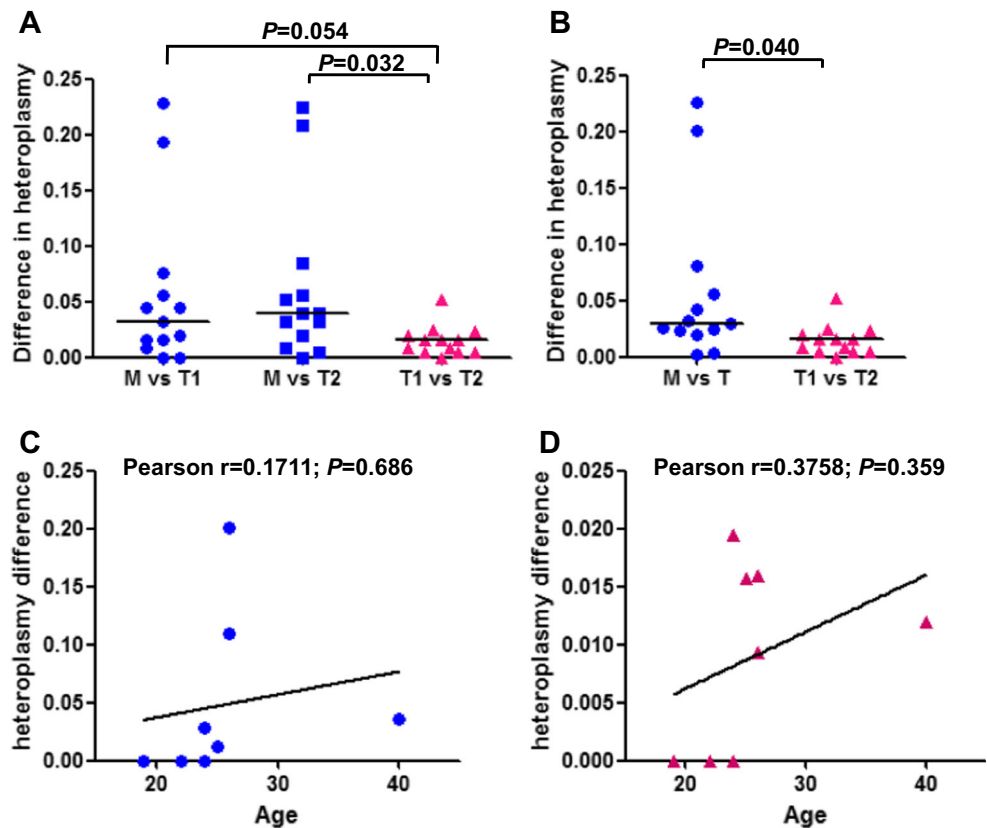 A
P=0.054
P=0.032
Difference in heteroplasmy
0.25
0.20
0.15
0.10
0.05
0.00
M vs T1
M vs T2
T1 vs T2
B
P=0.040
Difference in heteroplasmy
0.25
0.20
0.15
0.10
0.05
0.00
M vs T
T1 vs T2
C
Pearson r=0.1711; P=0.686
heteroplasmy difference
0.25
0.20
0.15
0.10
0.05
0.00
20
30
40
Age
D
Pearson r=0.3758; P=0.359
heteroplasmy difference
0.025
0.020
0.015
0.010
0.005
0.000
20
30
40
Age